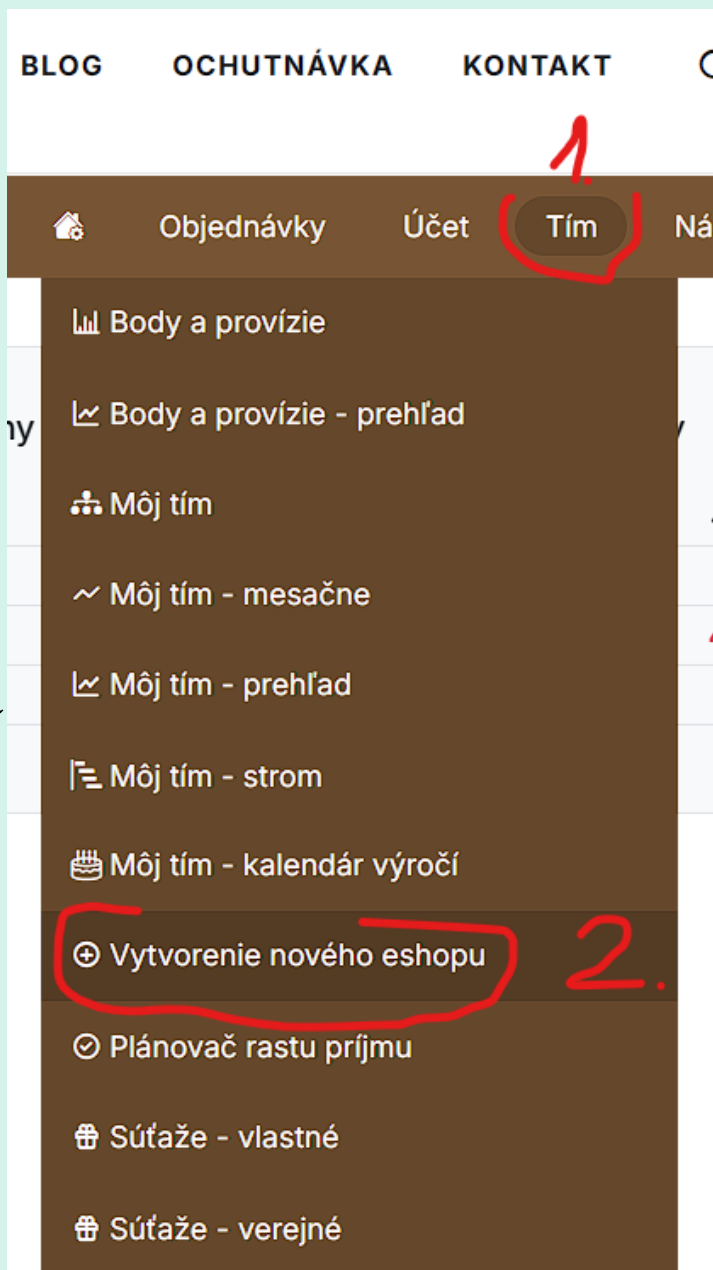 BLOG OCHUTNÁVKA KONTAKT
1.
Objednávky Účet Tím
Body a provízie
Body a provízie - prehľad
Môj tím
Môj tím - mesačne
Môj tím - prehľad
Môj tím - strom
Môj tím - kalendár výročí
Vytvorenie nového eshopu 2.
Plánovač rastu príjmu
Súťaže - vlastné
Súťaže - verejné